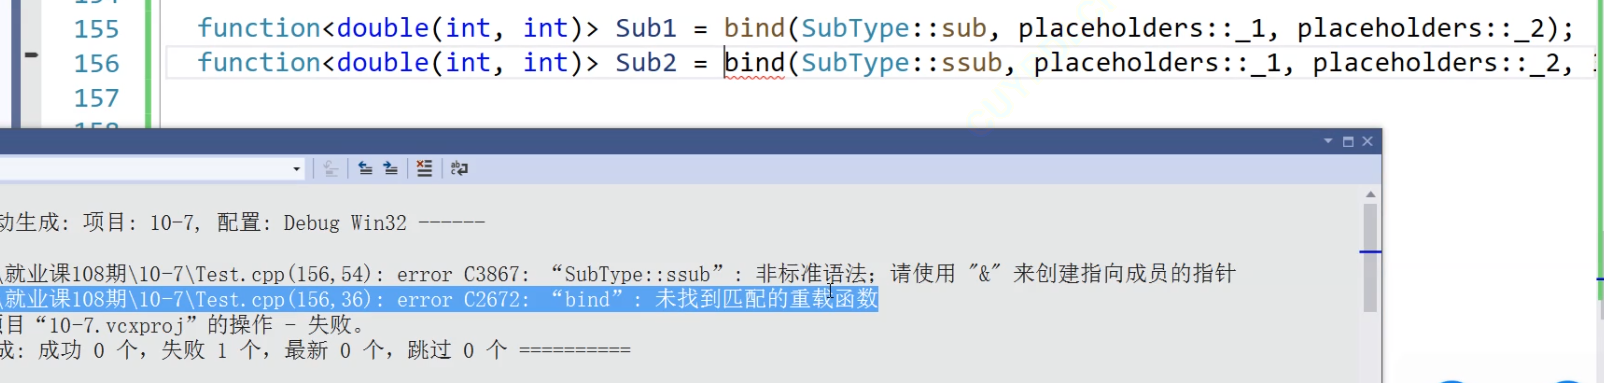 155 function<double(int, int)> Sub1 = bind(SubType::sub, placeholders::_1, placeholders::_2);
156 function<double(int, int)> Sub2 = bind(SubType::ssub, placeholders::_1, placeholders::_2,
157
动生成: 项目: 10-7, 配置: Debug Win32 ------
\就业课108期\10-7\Test.cpp(156,54): error C3867: “SubType::ssub”: 非标准语法；请使用 "&" 来创建指向成员的指针
\就业课108期\10-7\Test.cpp(156,36): error C2672: “bind”: 未找到匹配的重载函数
项目“10-7.vcxproj”的操作 - 失败。
成: 成功 0 个，失败 1 个，最新 0 个，跳过 0 个 ==========